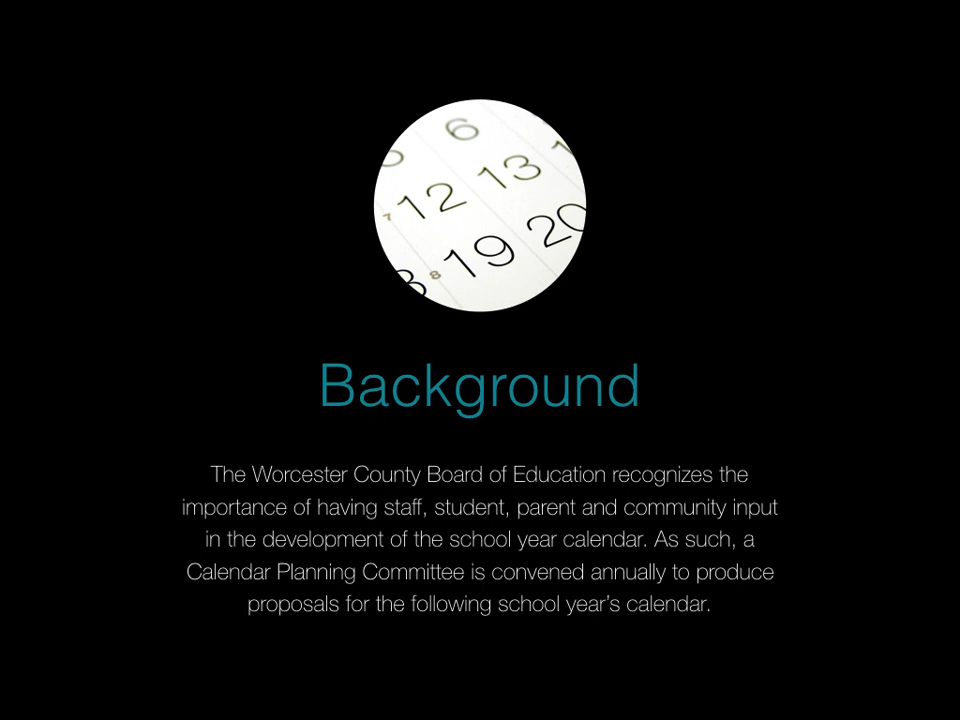 6
12 13
7
19 20
8
Background
The Worcester County Board of Education recognizes the
importance of having staff, student, parent and community input
in the development of the school year calendar. As such, a
Calendar Planning Committee is convened annually to produce
proposals for the following school year's calendar.